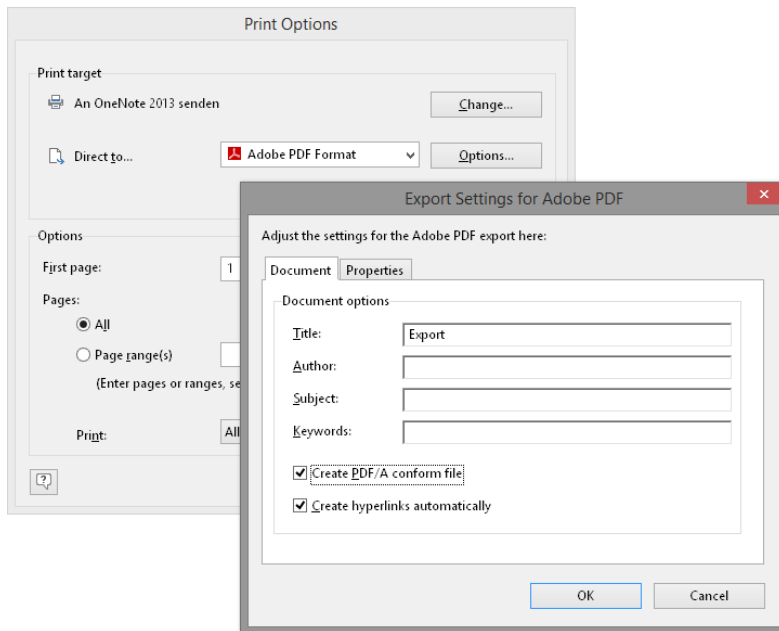 Print Options
Print target
An OneNote 2013 senden
Change...
Direct to...
Adobe PDF Format
Options...
Options
First page:
1
Pages:
All
Page range(s)
(Enter pages or ranges, se
Print:
All
Export Settings for Adobe PDF
Adjust the settings for the Adobe PDF export here:
Document
Properties
Document options
Title:
Export
Author:
Subject:
Keywords:
Create PDF/A conform file
Create hyperlinks automatically
OK
Cancel